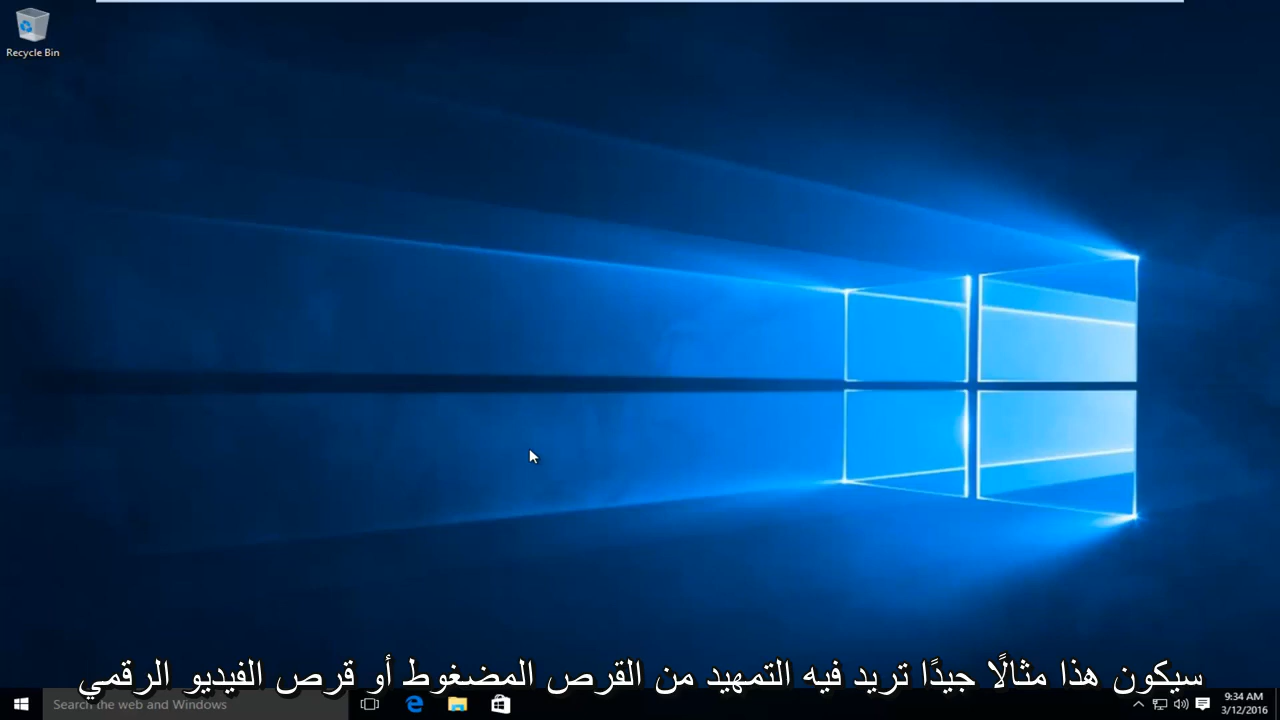 Recycle Bin
سيكون هذا مثالًا جيدًا تريد فيه التمهيد من القرص المضغوط أو قرص الفيديو الرقمي
Search the web and Windows
9:34 AM
3/12/2016